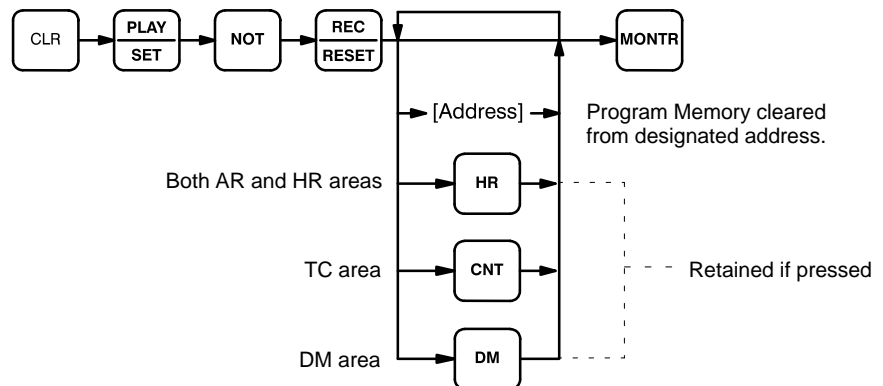 CLR
PLAY
SET
NOT
REC
RESET
MONTR
[Address]
Program Memory cleared
from designated address.
Both AR and HR areas
HR
TC area
CNT
Retained if pressed
DM area
DM